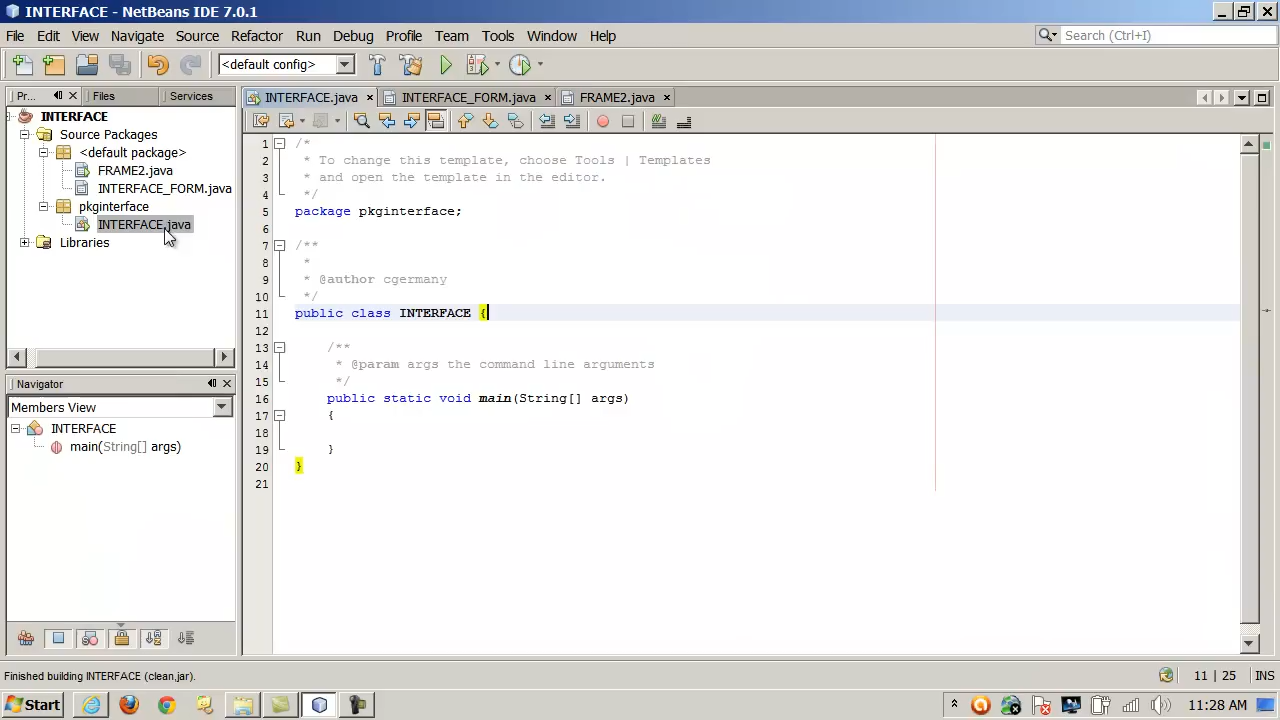 INTERFACE - NetBeans IDE 7.0.1
File Edit View Navigate Source Refactor Run Debug Profile Team Tools Window Help
Search (Ctrl+I)
<default config>
Pr... Files Services
INTERFACE.java INTERFACE_FORM.java FRAME2.java
INTERFACE
Source Packages
<default package>
FRAME2.java
INTERFACE_FORM.java
pkginterface
INTERFACE.java
Libraries
Navigator
Members View
INTERFACE
main(String[] args)
1 /*
2 * To change this template, choose Tools | Templates
3 * and open the template in the editor.
4 */
5 package pkginterface;
6
7 /**
8 *
9 * @author cgermany
10 */
11 public class INTERFACE {
12
13 /**
14 * @param args the command line arguments
15 */
16 public static void main(String[] args)
17 {
18
19 }
20 }
21
Finished building INTERFACE (clean,jar).
11 | 25 INS
Start
11:28 AM